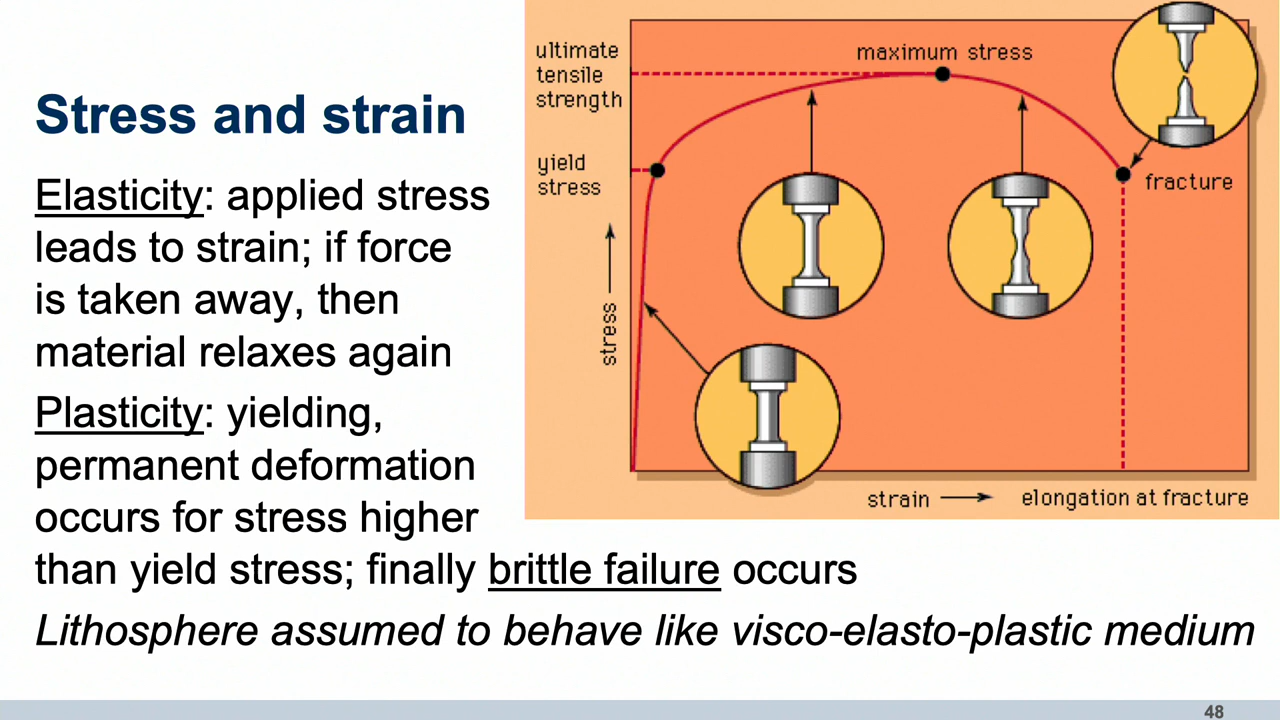 Stress and strain
Elasticity: applied stress
leads to strain; if force
is taken away, then
material relaxes again
Plasticity: yielding,
permanent deformation
occurs for stress higher
than yield stress; finally brittle failure occurs
Lithosphere assumed to behave like visco-elasto-plastic medium
ultimate
tensile
strength
maximum stress
yield
stress
fracture
stress
strain
elongation at fracture
48